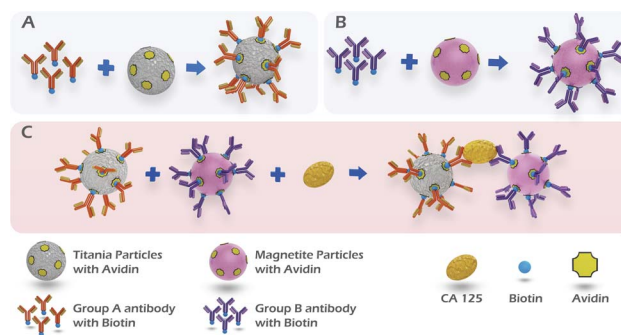 A
B
C
Titania Particles
with Avidin
Magnetite Particles
with Avidin
CA 125
Biotin
Avidin
Group A antibody
with Biotin
Group B antibody
with Biotin